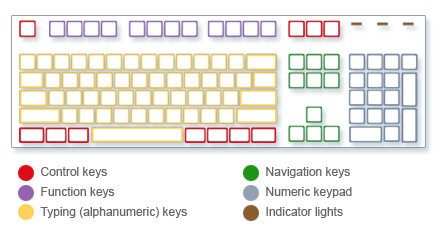 Control keys
Navigation keys
Function keys
Numeric keypad
Typing (alphanumeric) keys
Indicator lights